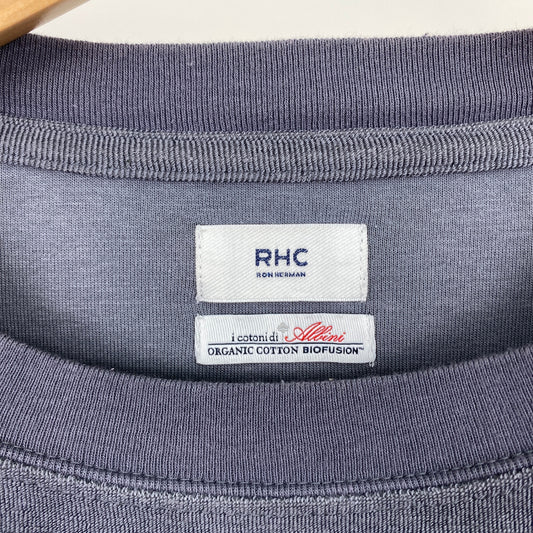 RHC
RON HERMAN
i cotoni di Albini
ORGANIC COTTON BIOFUSION™